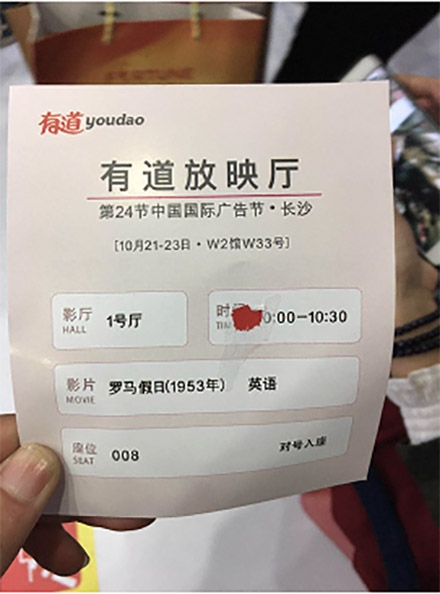 FORTUNE
有道 youdao
有道放映厅
第24节中国国际广告节·长沙
[10月21-23日·W2馆W33号]
影厅
HALL
1号厅
0:00-10:30
影片
MOVIE
罗马假日(1953年) 英语
座位
SEAT
008
对号入座